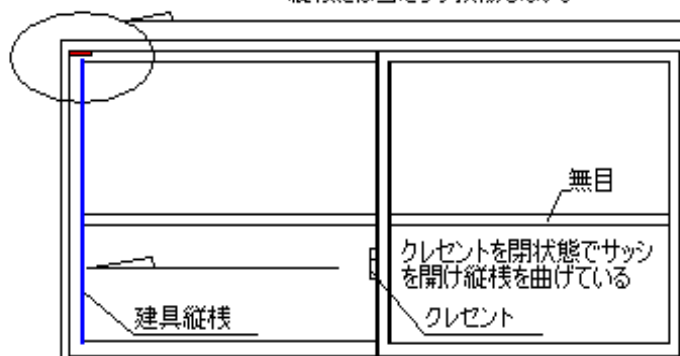 無目
クレセントを閉状態でサッシ
を開け縦桟を曲げている
建具縦桟
クレセント